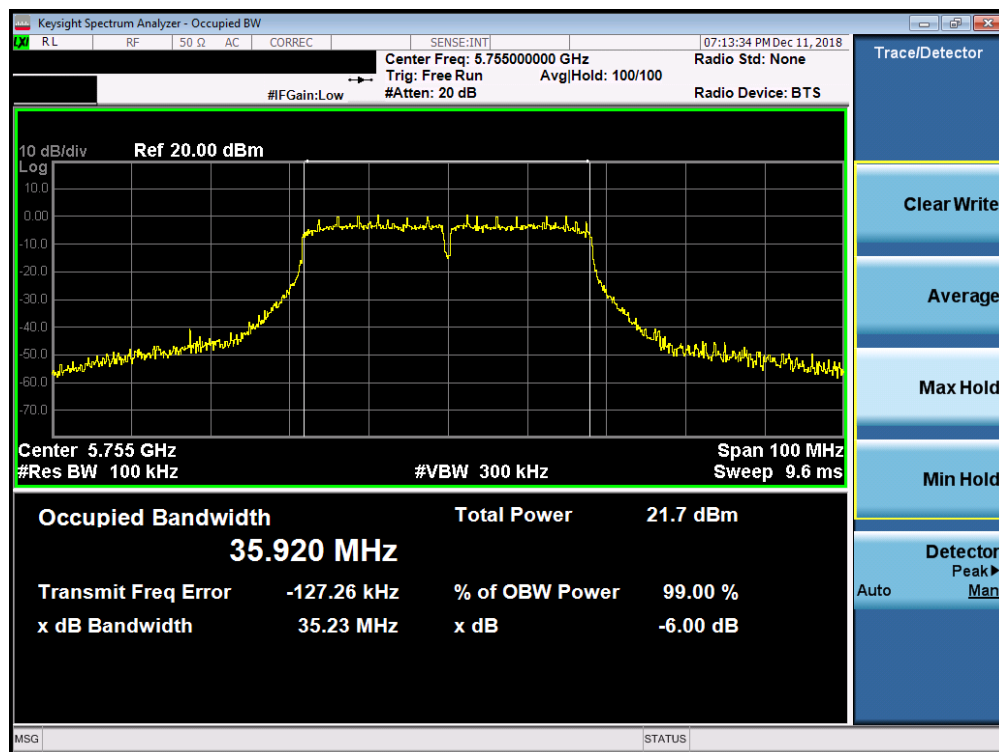 Keysight Spectrum Analyzer - Occupied BW
LXI RL RF 50 Ω AC CORREC SENSE:INT 07:13:34 PM Dec 11, 2018
Center Freq: 5.755000000 GHz Radio Std: None
Trig: Free Run Avg|Hold: 100/100
#IFGain:Low #Atten: 20 dB Radio Device: BTS
10 dB/div Ref 20.00 dBm
Log
10.0
0.00
-10.0
-20.0
-30.0
-40.0
-50.0
-60.0
-70.0
Center 5.755 GHz Span 100 MHz
#Res BW 100 kHz #VBW 300 kHz Sweep 9.6 ms
Occupied Bandwidth Total Power 21.7 dBm
35.920 MHz
Transmit Freq Error -127.26 kHz % of OBW Power 99.00 %
x dB Bandwidth 35.23 MHz x dB -6.00 dB
MSG STATUS
Trace/Detector
Clear Write
Average
Max Hold
Min Hold
Detector
Peak▶
Auto Man